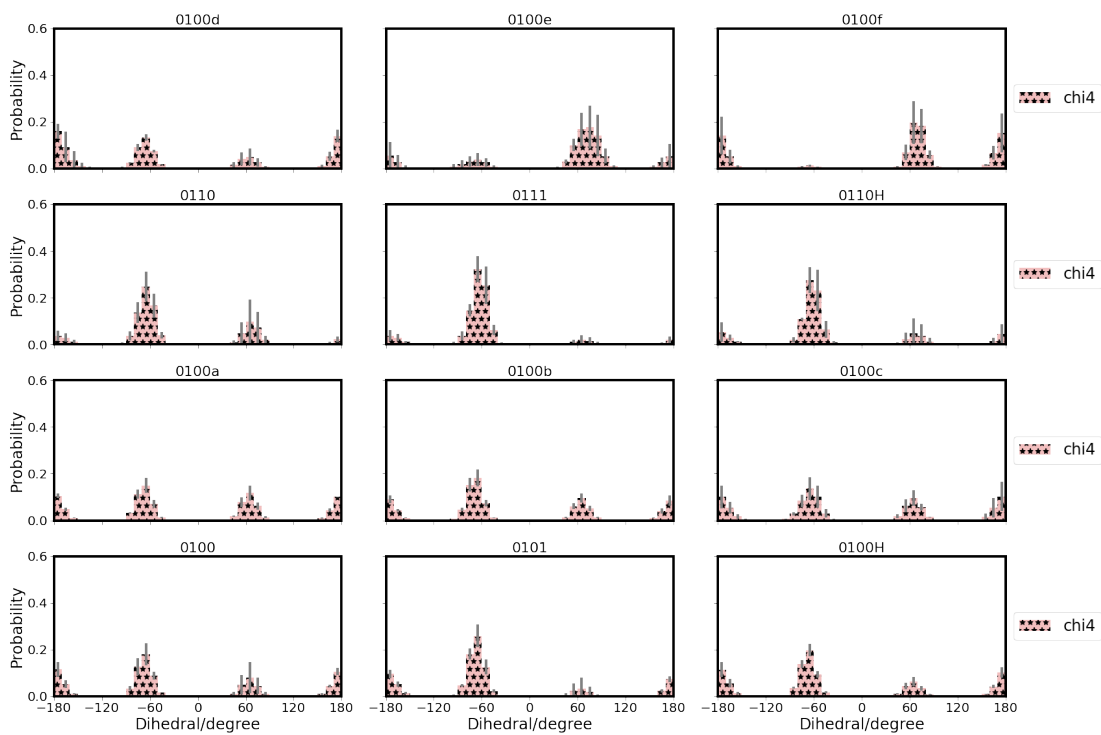 0100d 0100e 0100f
Probability
0.6
0.4
0.2
0.0
chi4
0110 0111 0110H
Probability
0.6
0.4
0.2
0.0
chi4
0100a 0100b 0100c
Probability
0.6
0.4
0.2
0.0
chi4
0100 0101 0100H
Probability
0.6
0.4
0.2
0.0
chi4
−180 −120 −60 0 60 120 180 −180 −120 −60 0 60 120 180 −180 −120 −60 0 60 120 180
Dihedral/degree Dihedral/degree Dihedral/degree